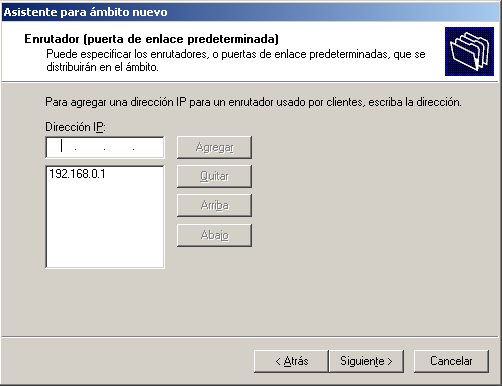 Asistente para ámbito nuevo
Enrutador (puerta de enlace predeterminada)
Puede especificar los enrutadores, o puertas de enlace predeterminadas, que se
distribuirán en el ámbito.
Para agregar una dirección IP para un enrutador usado por clientes, escriba la dirección.
Dirección IP:
. . .
Agregar
192.168.0.1
Quitar
Arriba
Abajo
< Atrás
Siguiente >
Cancelar